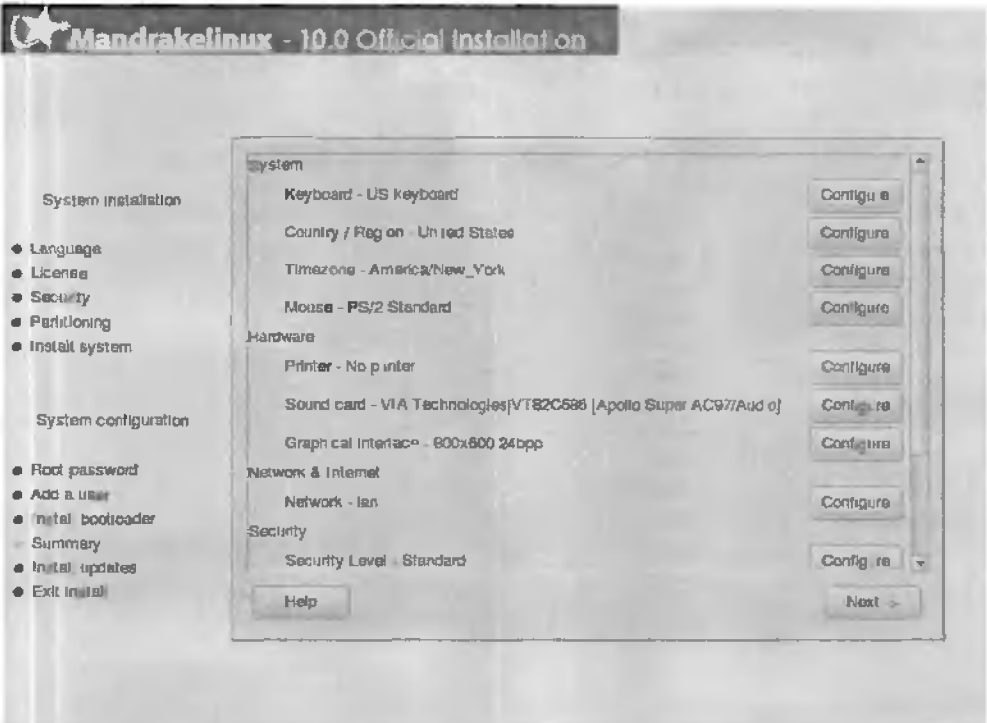 Mandrakelinux - 10.0 Official Installation
System installation
Language
License
Security
Partitioning
Install system
System configuration
Root password
Add a user
Install bootloader
Summary
Install updates
Exit install
System
Keyboard - US keyboard
Configure
Country / Region - United States
Configure
Timezone - America/New_York
Configure
Mouse - PS/2 Standard
Configure
Hardware
Printer - No printer
Configure
Sound card - VIA Technologies|VT82C686 [Apollo Super AC97/Audio]
Configure
Graphical interface - 800x600 24bpp
Configure
Network & Internet
Network - lan
Configure
Security
Security Level - Standard
Configure
Help
Next ->